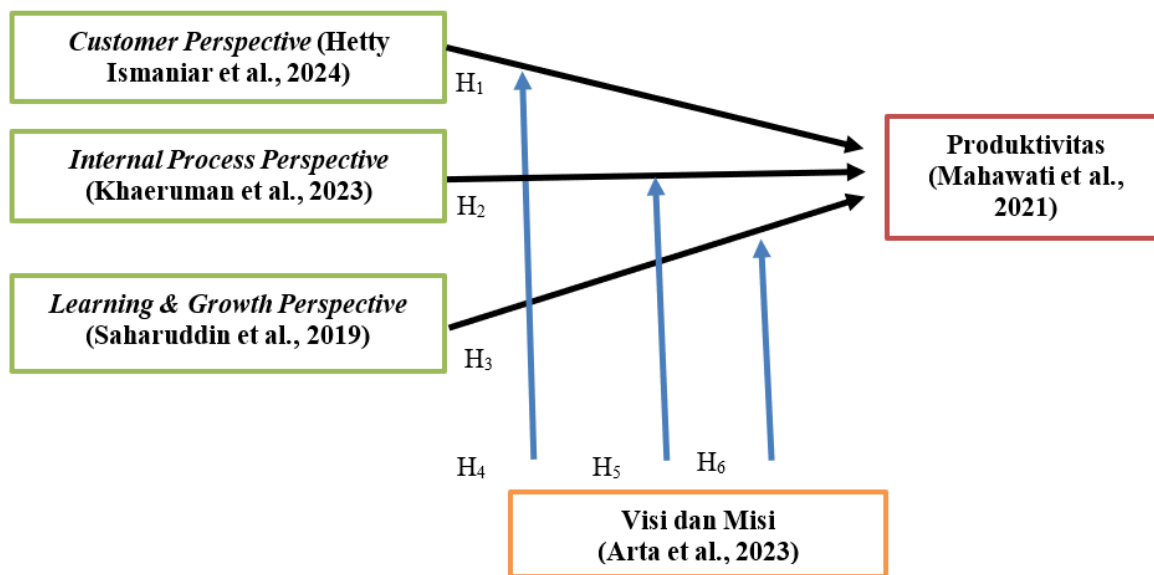 Customer Perspective (Hetty
Ismaniar et al., 2024)
H₁
Internal Process Perspective
(Khaeruman et al., 2023)
H₂
Produktivitas
(Mahawati et al.,
2021)
Learning & Growth Perspective
(Saharuddin et al., 2019)
H₃
H₄
H₅
H₆
Visi dan Misi
(Arta et al., 2023)